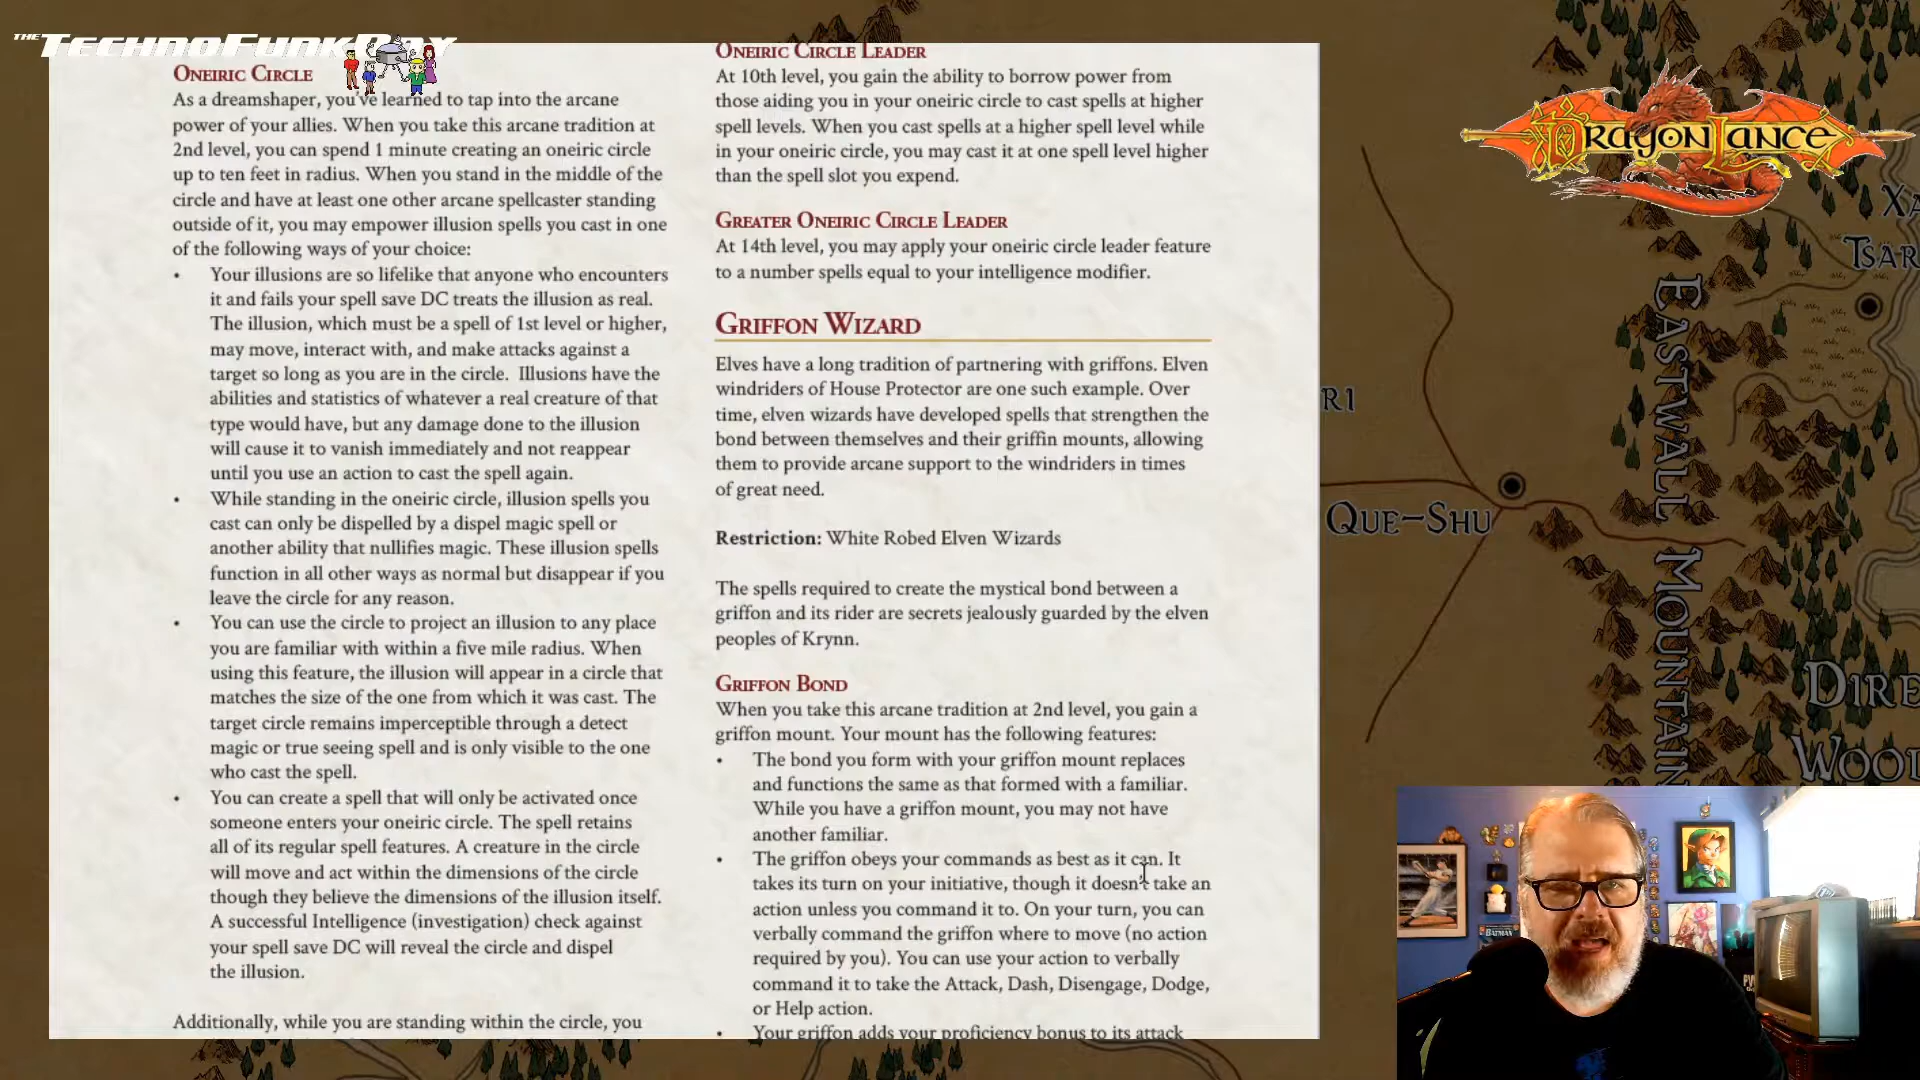 THE TECHNOFUNKBOY
ONEIRIC CIRCLE
As a dreamshaper, you've learned to tap into the arcane
power of your allies. When you take this arcane tradition at
2nd level, you can spend 1 minute creating an oneiric circle
up to ten feet in radius. When you stand in the middle of the
circle and have at least one other arcane spellcaster standing
outside of it, you may empower illusion spells you cast in one
of the following ways of your choice:
• Your illusions are so lifelike that anyone who encounters
it and fails your spell save DC treats the illusion as real.
The illusion, which must be a spell of 1st level or higher,
may move, interact with, and make attacks against a
target so long as you are in the circle. Illusions have the
abilities and statistics of whatever a real creature of that
type would have, but any damage done to the illusion
will cause it to vanish immediately and not reappear
until you use an action to cast the spell again.
• While standing in the oneiric circle, illusion spells you
cast can only be dispelled by a dispel magic spell or
another ability that nullifies magic. These illusion spells
function in all other ways as normal but disappear if you
leave the circle for any reason.
• You can use the circle to project an illusion to any place
you are familiar with within a five mile radius. When
using this feature, the illusion will appear in a circle that
matches the size of the one from which it was cast. The
target circle remains imperceptible through a detect
magic or true seeing spell and is only visible to the one
who cast the spell.
• You can create a spell that will only be activated once
someone enters your oneiric circle. The spell retains
all of its regular spell features. A creature in the circle
will move and act within the dimensions of the circle
though they believe the dimensions of the illusion itself.
A successful Intelligence (investigation) check against
your spell save DC will reveal the circle and dispel
the illusion.
Additionally, while you are standing within the circle, you
ONEIRIC CIRCLE LEADER
At 10th level, you gain the ability to borrow power from
those aiding you in your oneiric circle to cast spells at higher
spell levels. When you cast spells at a higher spell level while
in your oneiric circle, you may cast it at one spell level higher
than the spell slot you expend.
GREATER ONEIRIC CIRCLE LEADER
At 14th level, you may apply your oneiric circle leader feature
to a number spells equal to your intelligence modifier.
GRIFFON WIZARD
Elves have a long tradition of partnering with griffons. Elven
windriders of House Protector are one such example. Over
time, elven wizards have developed spells that strengthen the
bond between themselves and their griffin mounts, allowing
them to provide arcane support to the windriders in times
of great need.
Restriction: White Robed Elven Wizards
The spells required to create the mystical bond between a
griffon and its rider are secrets jealously guarded by the elven
peoples of Krynn.
GRIFFON BOND
When you take this arcane tradition at 2nd level, you gain a
griffon mount. Your mount has the following features:
• The bond you form with your griffon mount replaces
and functions the same as that formed with a familiar.
While you have a griffon mount, you may not have
another familiar.
• The griffon obeys your commands as best as it can. It
takes its turn on your initiative, though it doesn't take an
action unless you command it to. On your turn, you can
verbally command the griffon where to move (no action
required by you). You can use your action to verbally
command it to take the Attack, Dash, Disengage, Dodge,
or Help action.
• Your griffon adds your proficiency bonus to its attack
DRAGONLANCE
XA
TSAR
RI
QUE-SHU
EASTWALL MOUNTAIN
DIRE
WOOD
BATMAN